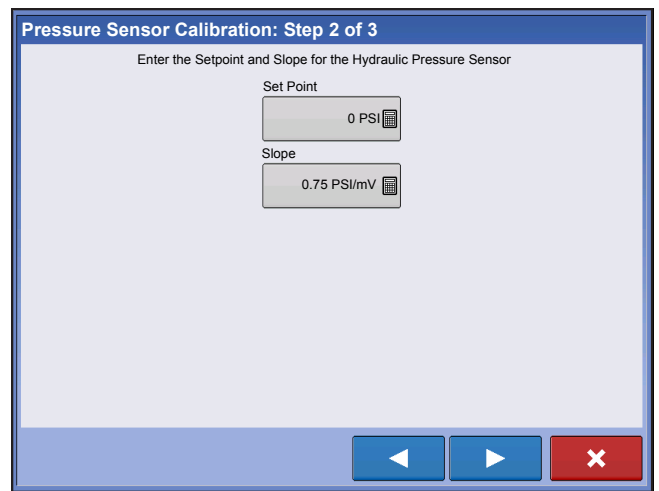 Pressure Sensor Calibration: Step 2 of 3
Enter the Setpoint and Slope for the Hydraulic Pressure Sensor
Set Point
0 PSI
Slope
0.75 PSI/mV